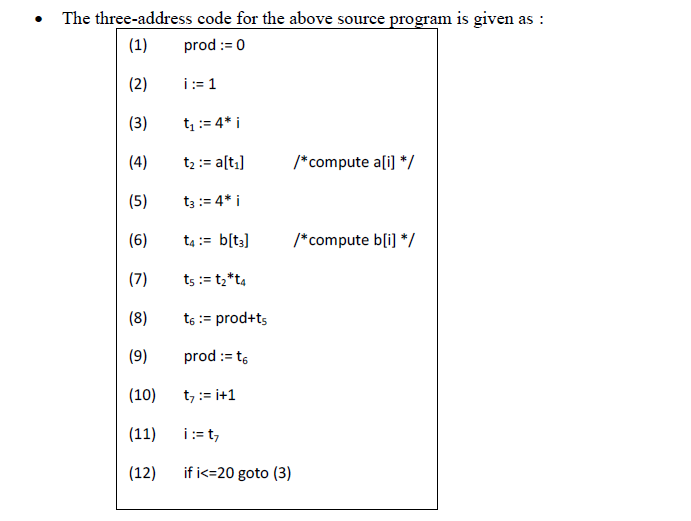 • The three-address code for the above source program is given as :
(1) prod := 0
(2) i := 1
(3) t₁ := 4* i
(4) t₂ := a[t₁] /*compute a[i] */
(5) t₃ := 4* i
(6) t₄ := b[t₃] /*compute b[i] */
(7) t₅ := t₂*t₄
(8) t₆ := prod+t₅
(9) prod := t₆
(10) t₇ := i+1
(11) i := t₇
(12) if i<=20 goto (3)